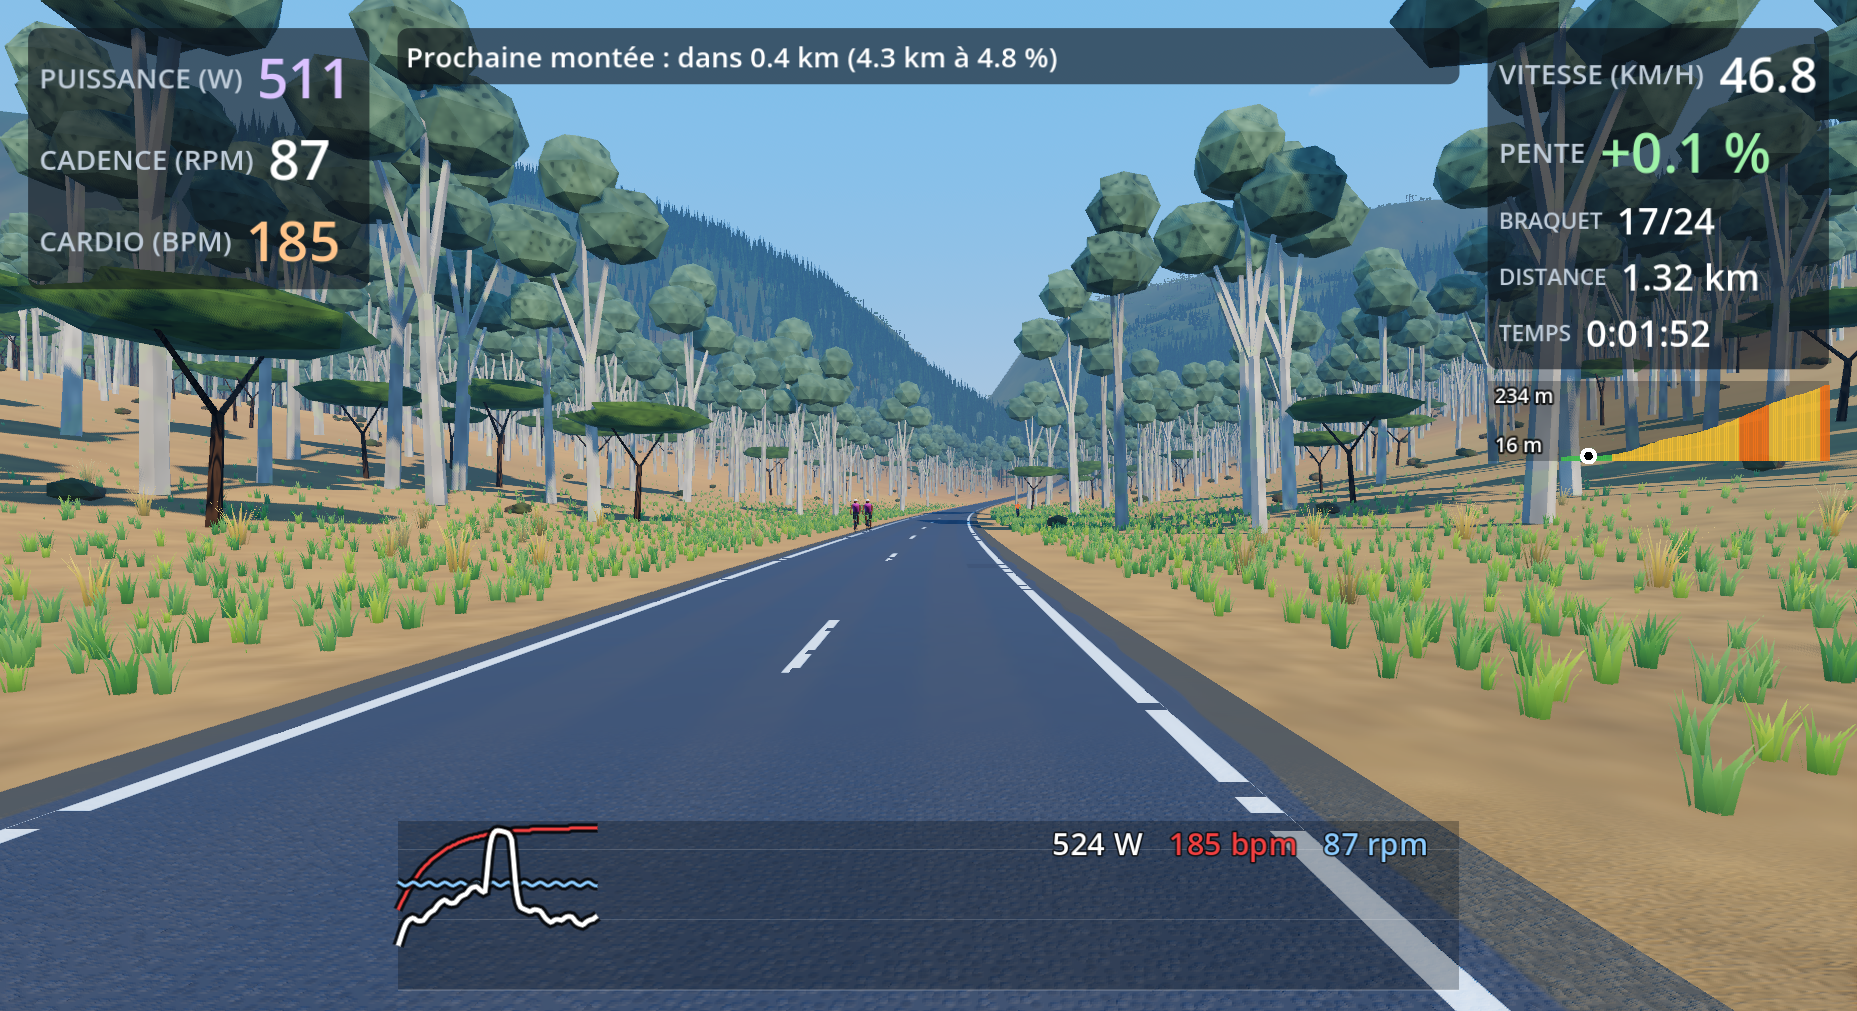 PUISSANCE (W) 511
CADENCE (RPM) 87
CARDIO (BPM) 185
Prochaine montée : dans 0.4 km (4.3 km à 4.8 %)
VITESSE (KM/H) 46.8
PENTE +0.1 %
BRAQUET 17/24
DISTANCE 1.32 km
TEMPS 0:01:52
234 m
16 m
524 W 185 bpm 87 rpm